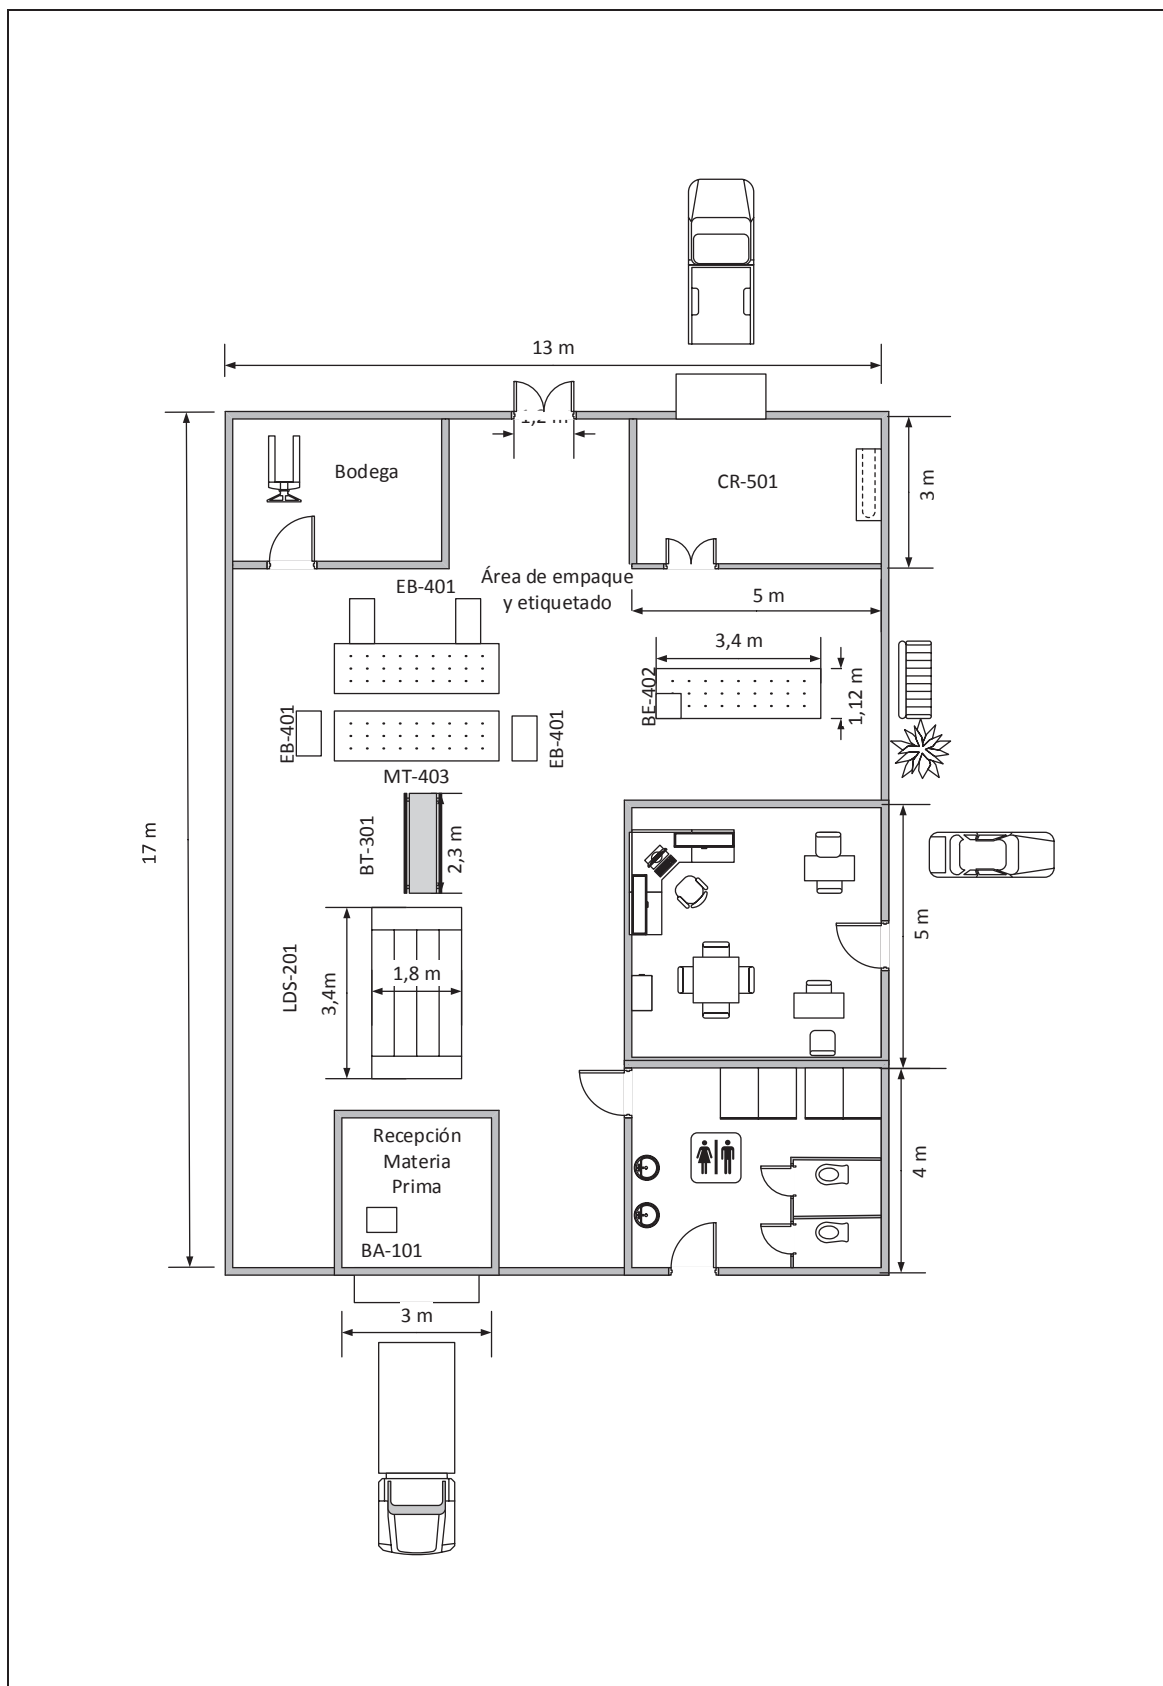 13 m
1,2 m
Bodega
CR-501
3 m
EB-401
Área de empaque
y etiquetado
5 m
3,4 m
BE-402
1,12 m
EB-401
EB-401
MT-403
17 m
BT-301
2,3 m
5 m
LDS-201
3,4m
1,8 m
Recepción
Materia
Prima
4 m
BA-101
3 m